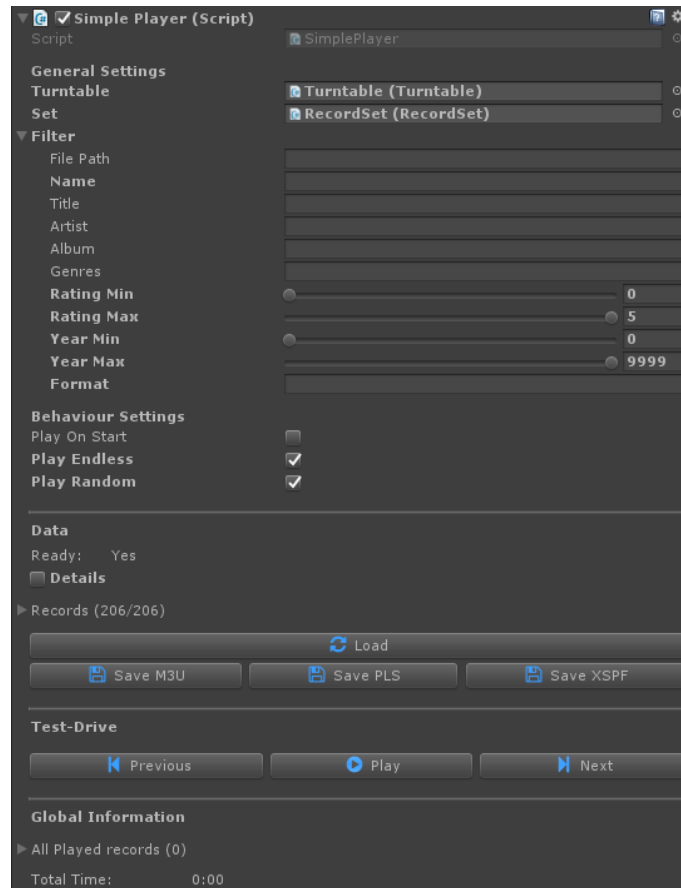 Simple Player (Script)
Script SimplePlayer
General Settings
Turntable Turntable (Turntable)
Set RecordSet (RecordSet)
Filter
File Path
Name
Title
Artist
Album
Genres
Rating Min 0
Rating Max 5
Year Min 0
Year Max 9999
Format
Behaviour Settings
Play On Start
Play Endless
Play Random
Data
Ready: Yes
Details
Records (206/206)
Load
Save M3U Save PLS Save XSPF
Test-Drive
Previous Play Next
Global Information
All Played records (0)
Total Time: 0:00